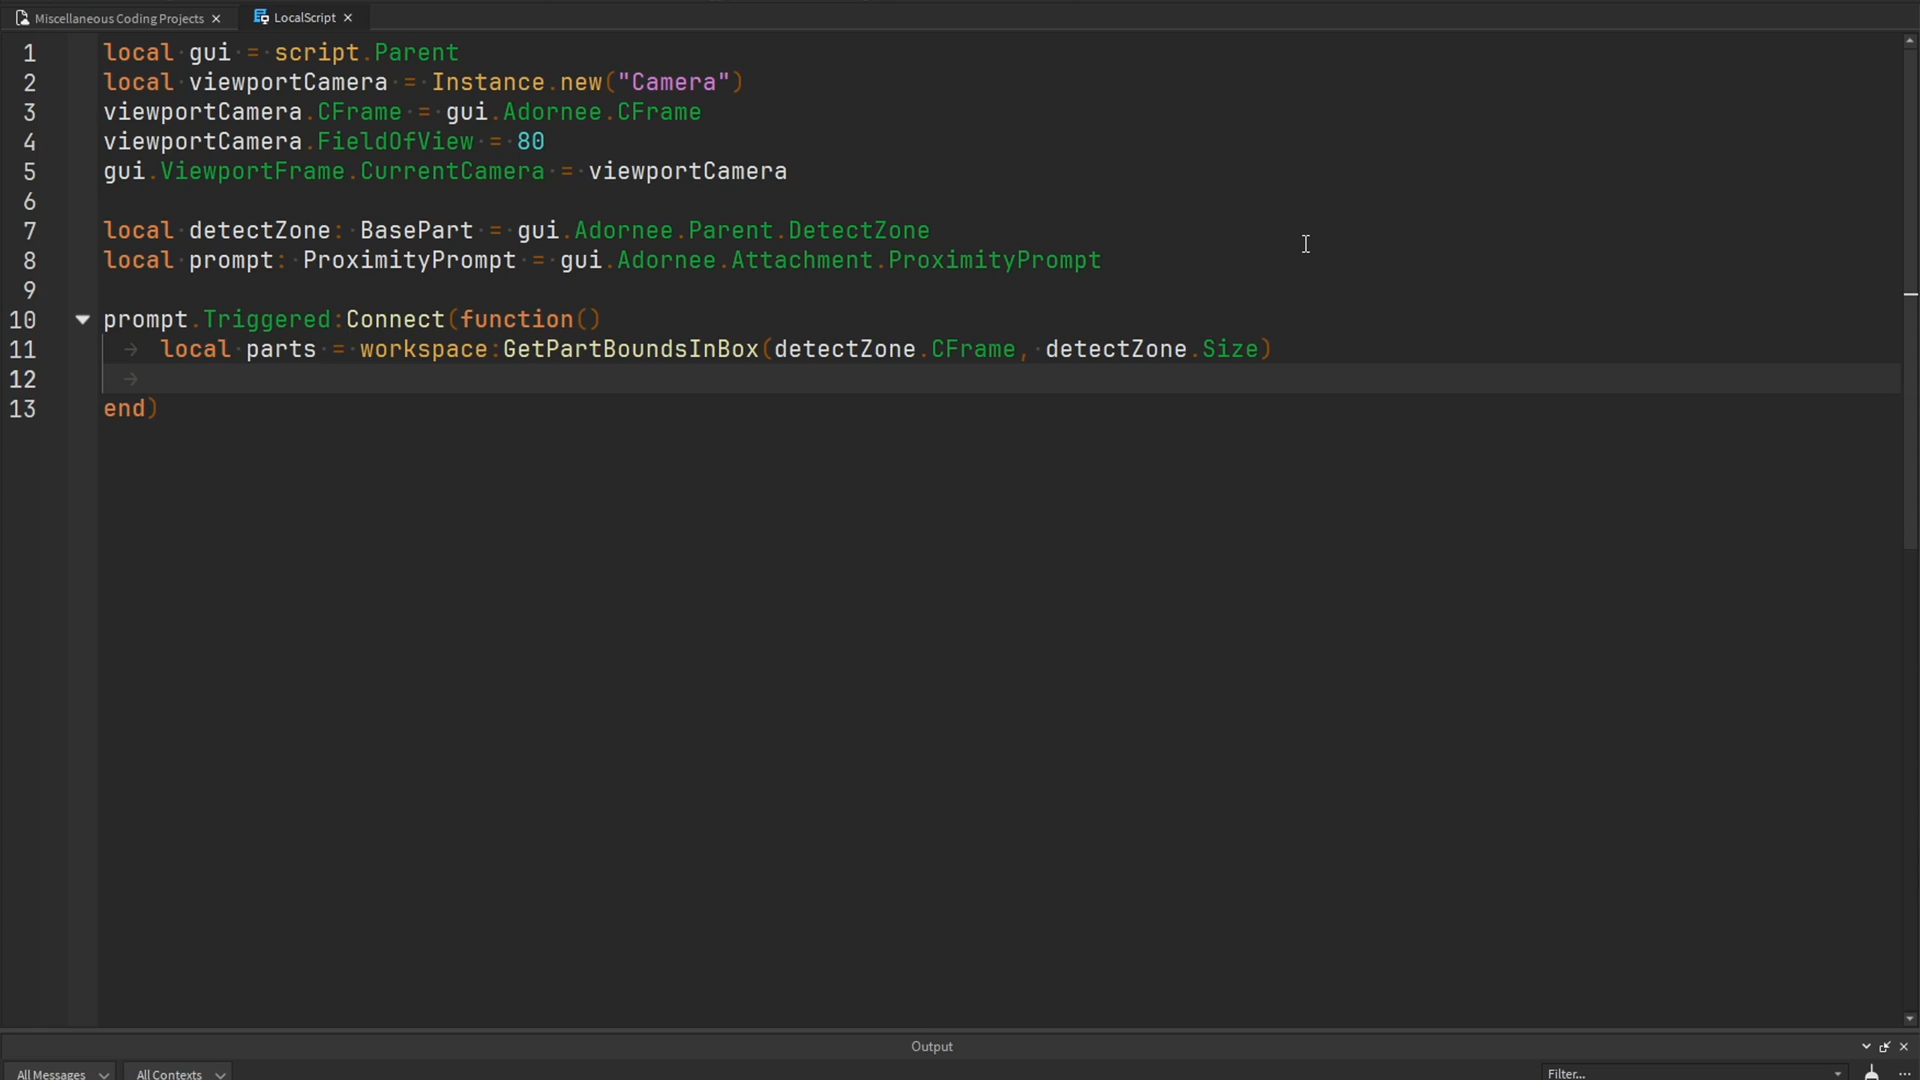 Miscellaneous Coding Projects
LocalScript
1 local gui = script.Parent
2 local viewportCamera = Instance.new("Camera")
3 viewportCamera.CFrame = gui.Adornee.CFrame
4 viewportCamera.FieldOfView = 80
5 gui.ViewportFrame.CurrentCamera = viewportCamera
6
7 local detectZone: BasePart = gui.Adornee.Parent.DetectZone
8 local prompt: ProximityPrompt = gui.Adornee.Attachment.ProximityPrompt
9
10 prompt.Triggered:Connect(function()
11 local parts = workspace:GetPartBoundsInBox(detectZone.CFrame, detectZone.Size)
12
13 end)
Output
All Messages All Contexts Filter...